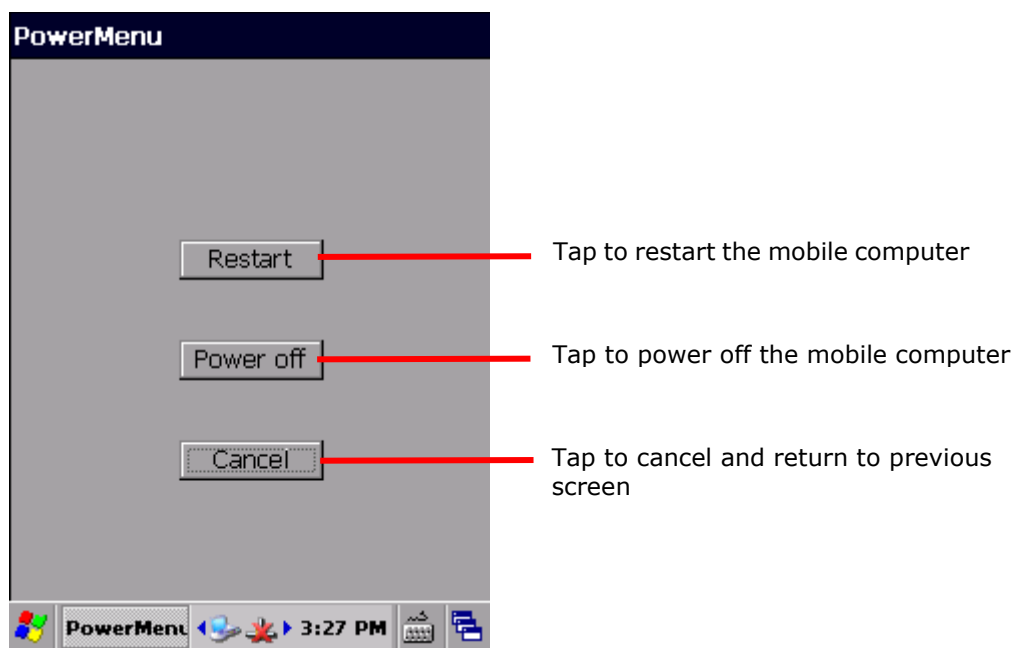 PowerMenu
Restart
Tap to restart the mobile computer
Power off
Tap to power off the mobile computer
Cancel
Tap to cancel and return to previous
screen
PowerMenu 3:27 PM